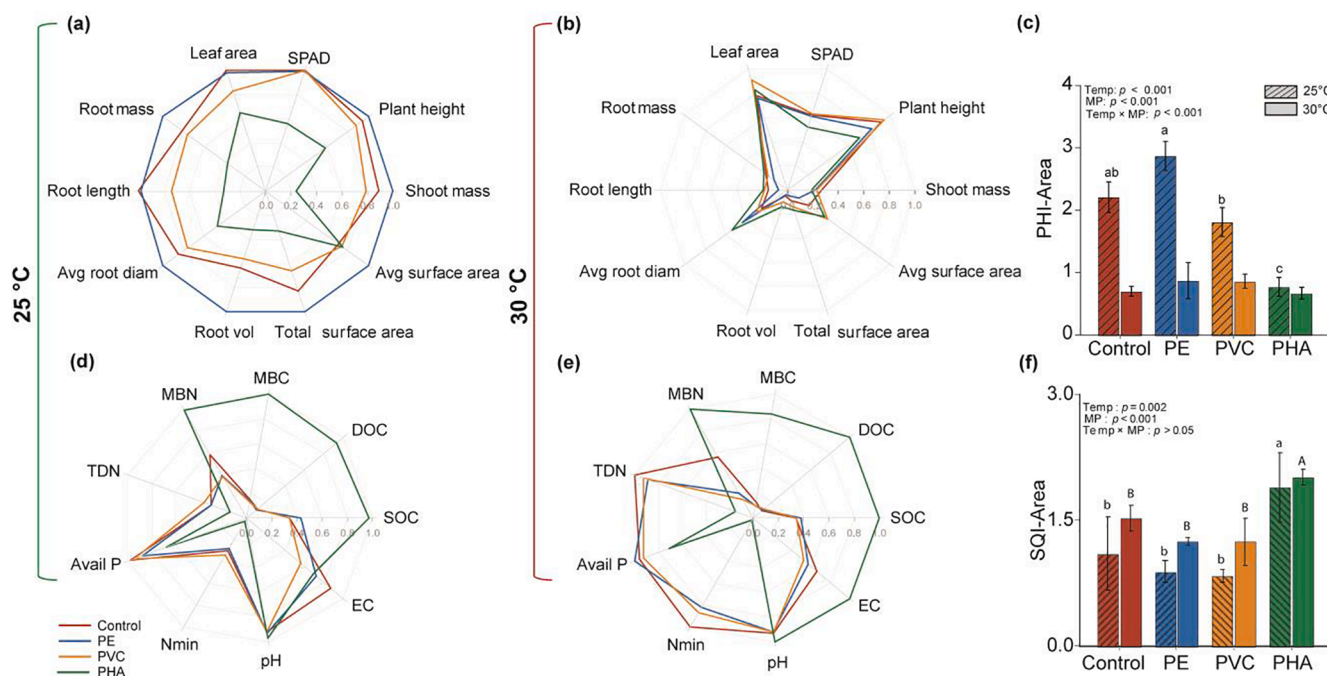 25 °C
(a)
Leaf area
SPAD
Root mass
Plant height
Root length
Shoot mass
0.0 0.2 0.4 0.6 0.8 1.0
Avg root diam
Avg surface area
Root vol
Total surface area
30 °C
(b)
Leaf area
SPAD
Root mass
Plant height
Root length
Shoot mass
0.0 0.2 0.4 0.6 0.8 1.0
Avg root diam
Avg surface area
Root vol
Total surface area
(c)
PHI-Area
4
3
2
1
0
Temp: p < 0.001
MP: p < 0.001
Temp × MP: p < 0.001
25°C
30°C
ab
a
b
c
Control PE PVC PHA
(d)
MBC
MBN
DOC
TDN
SOC
0.0 0.2 0.4 0.6 0.8 1.0
Avail P
EC
Nmin
pH
Control
PE
PVC
PHA
(e)
MBC
MBN
DOC
TDN
SOC
0.0 0.2 0.4 0.6 0.8 1.0
Avail P
EC
Nmin
pH
(f)
SQI-Area
3.0
1.5
0.0
Temp : p = 0.002
MP : p < 0.001
Temp × MP : p > 0.05
b B
b B
b B
a A
Control PE PVC PHA